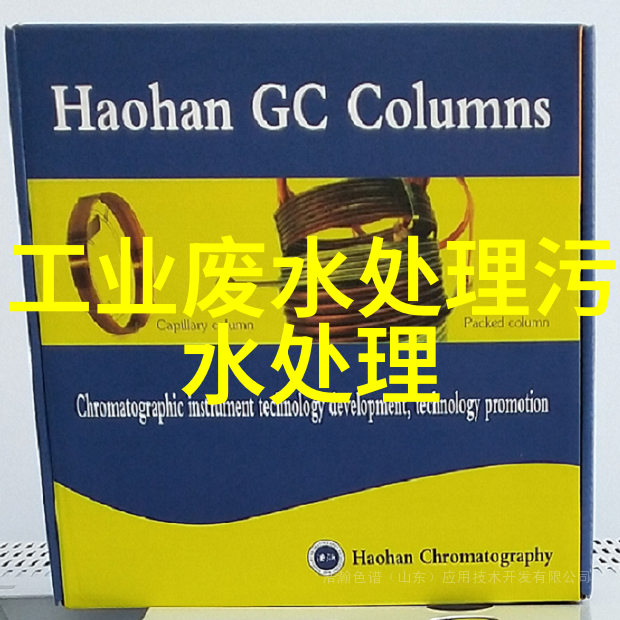 Haohan GC Columns
工业废水处理污
水处理
Capillary column
Packed column
Chromatographic instrument technology development, technology promotion
Haohan Chromatography
浩瀚色谱（山东）应用技术开发有限公司